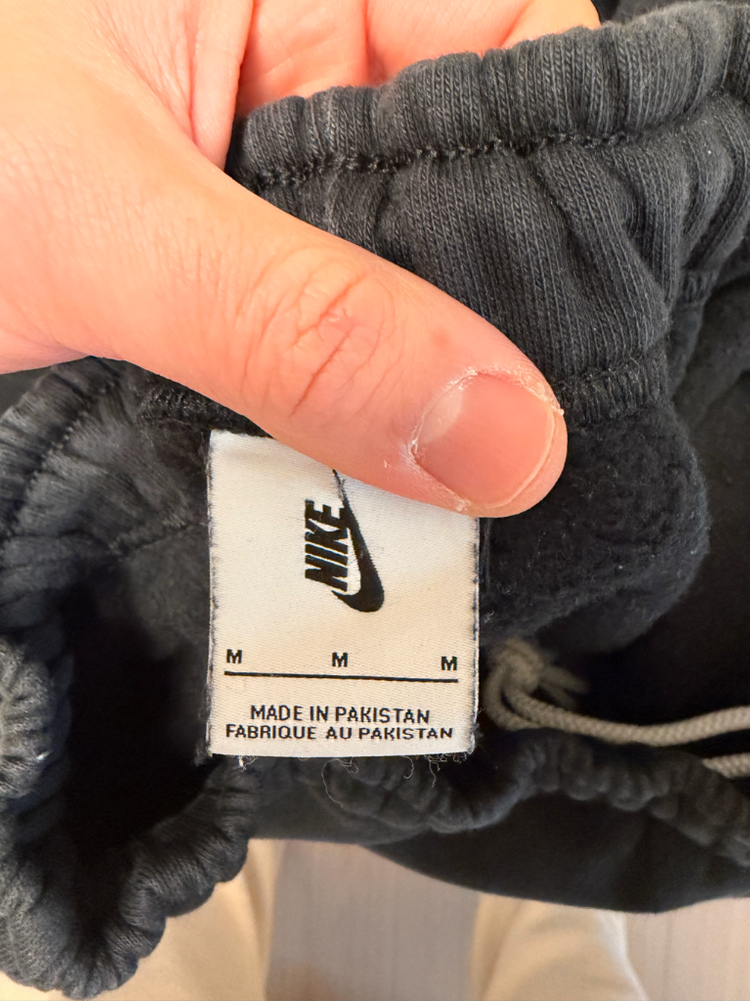 NIKE
M M M
MADE IN PAKISTAN
FABRIQUE AU PAKISTAN